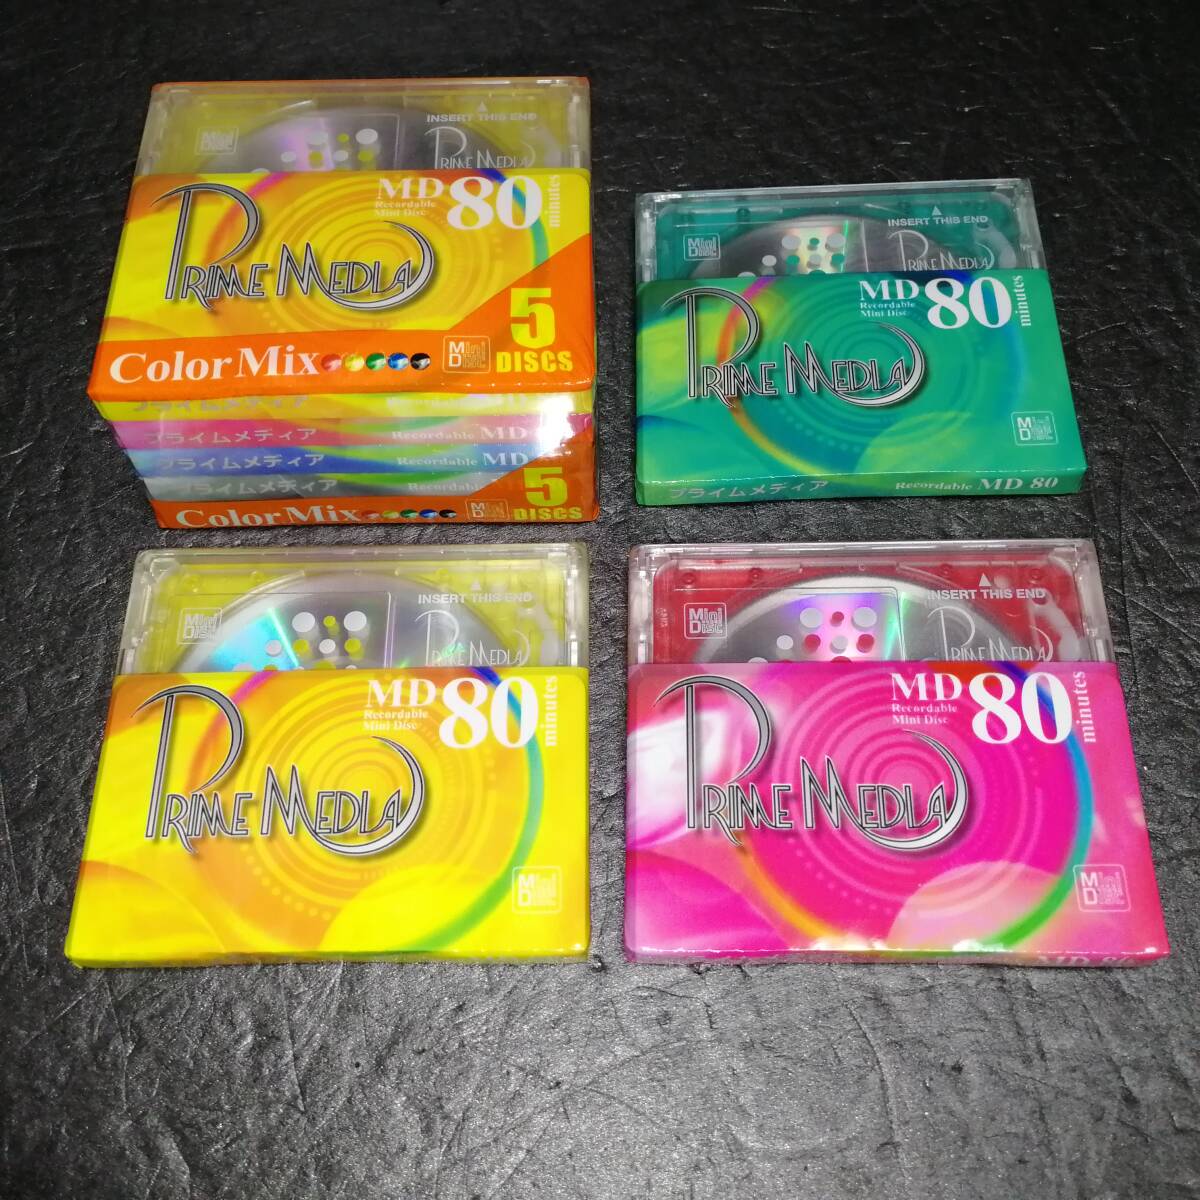 Mini Disc
INSERT THIS END
PRIME MEDIA
MD 80 minutes
Recordable
Mini Disc
PRIME MEDIA
5
DISCS
Color Mix
Mini Disc
プライムメディア
Recordable
プライムメディア
Recordable MD
プライムメディア
Recordable MD
プライムメディア
Recordable
5
DISCS
Color Mix
Mini Disc
Mini Disc
INSERT THIS END
PRIME MEDIA
MD 80 minutes
Recordable
Mini Disc
PRIME MEDIA
Mini Disc
プライムメディア
Recordable MD 80
Mini Disc
INSERT THIS END
PRIME MEDIA
MD 80 minutes
Recordable
Mini Disc
PRIME MEDIA
Mini Disc
Mini Disc
INSERT THIS END
PRIME MEDIA
MD 80 minutes
Recordable
Mini Disc
PRIME MEDIA
Mini Disc
MD 80